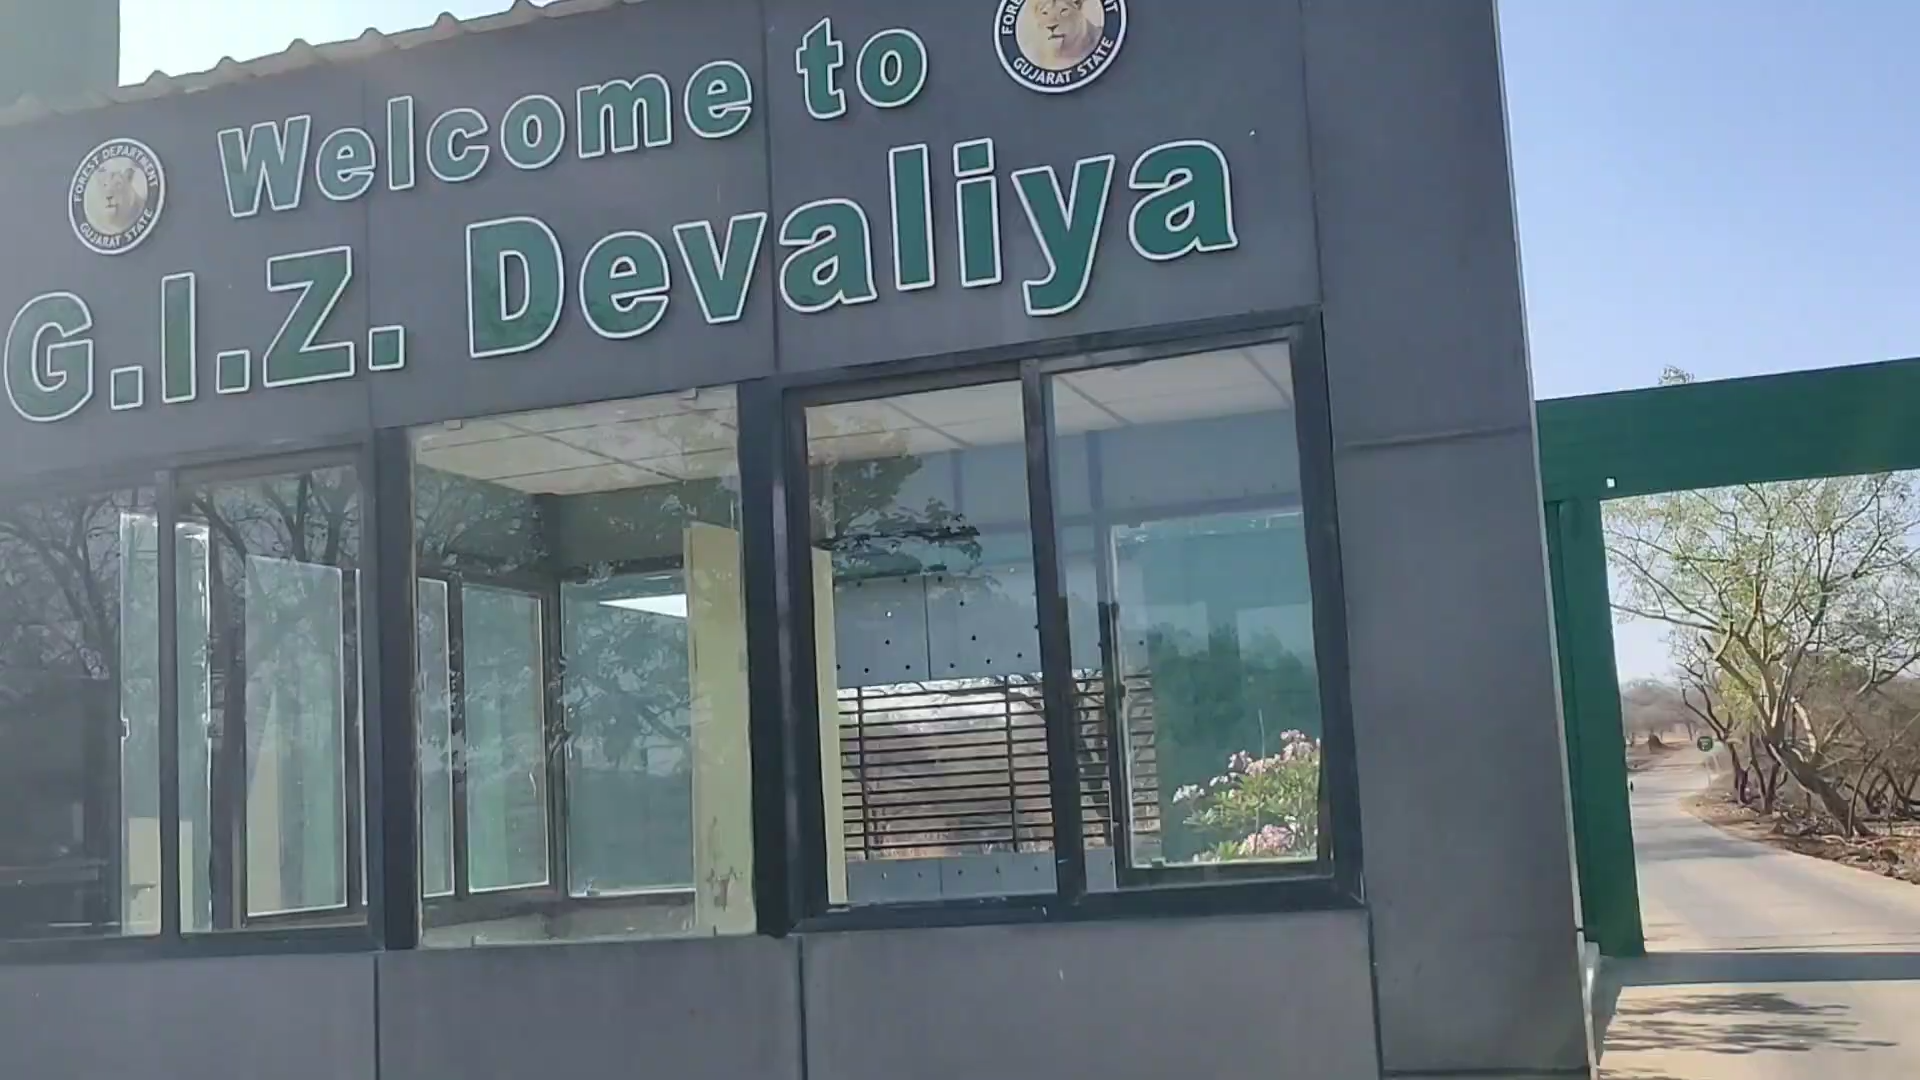 Welcome to
G.I.Z. Devaliya
FOREST DEPARTMENT
GUJARAT STATE
GUJARAT STATE